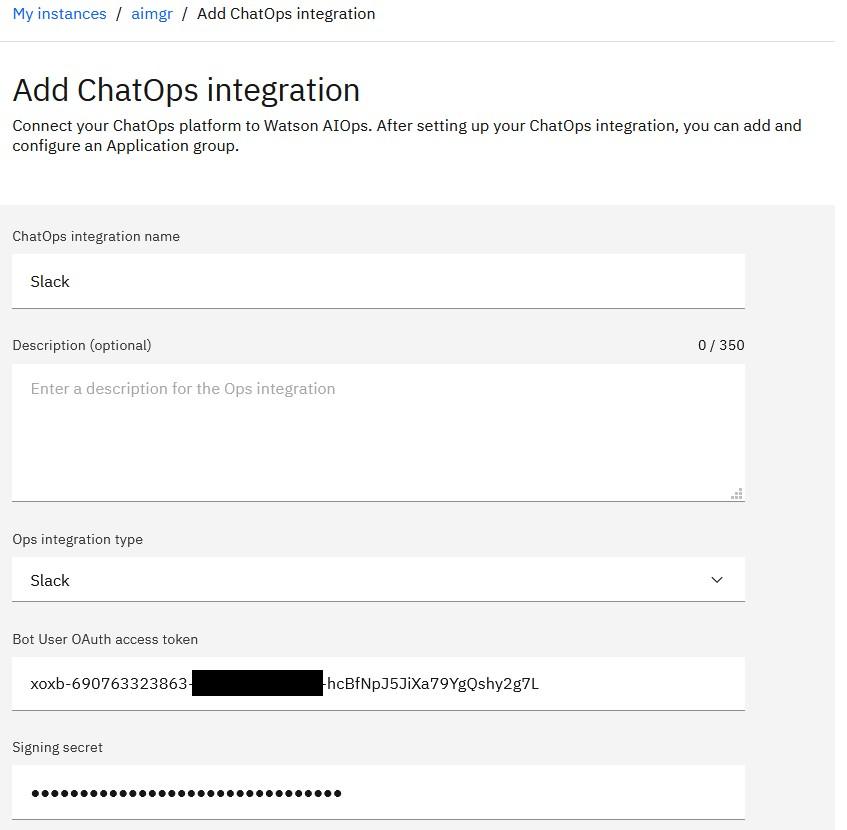 My instances / aimgr / Add ChatOps integration
Add ChatOps integration
Connect your ChatOps platform to Watson AIOps. After setting up your ChatOps integration, you can add and
configure an Application group.
ChatOps integration name
Slack
Description (optional) 0 / 350
Enter a description for the Ops integration
Ops integration type
Slack
Bot User OAuth access token
xoxb-690763323863- -hcBfNpJ5JiXa79YgQshy2g7L
Signing secret
••••••••••••••••••••••••••••••••